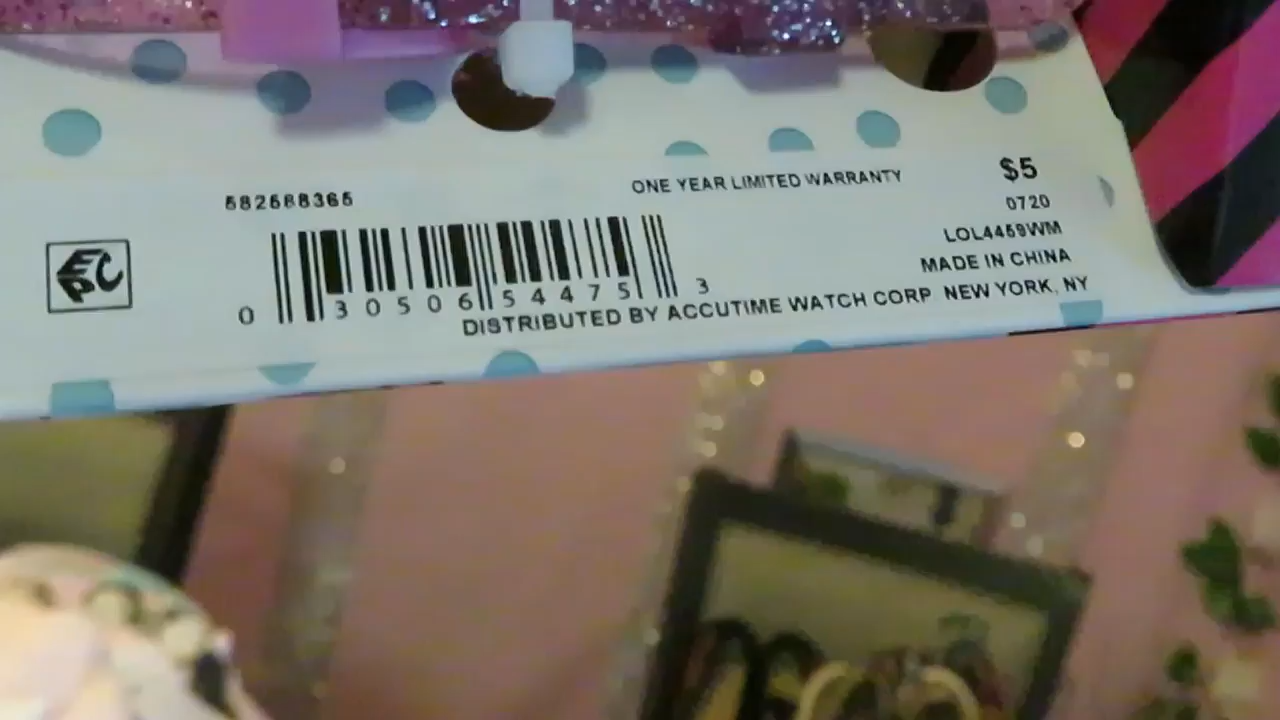 582588365
ONE YEAR LIMITED WARRANTY
$5
0720
LOL4459WM
MADE IN CHINA
EPC
0 30506 54475 3
DISTRIBUTED BY ACCUTIME WATCH CORP NEW YORK, NY